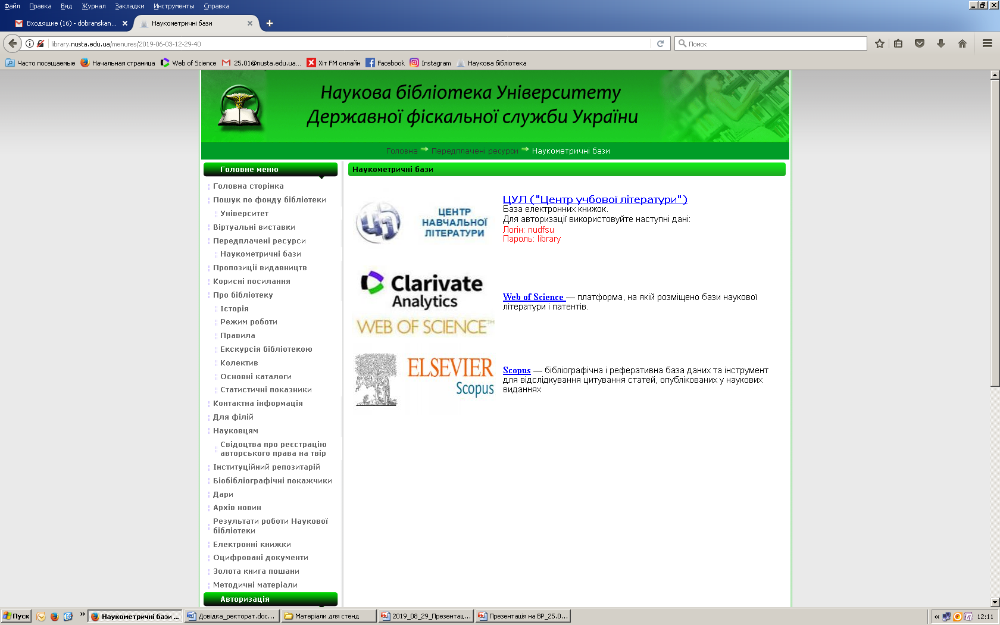 Файл Правка Вид Журнал Закладки Инструменты Справка
Входящие (16) - dobranskan... Наукометричні бази
library.nusta.edu.ua/menures/2019-06-03-12-29-40 Поиск
Часто посещаемые Начальная страница Web of Science 25.01@nusta.edu.ua... Хіт FM онлайн Facebook Instagram Наукова бібліотека
Наукова бібліотека Університету
Державної фіскальної служби України
Головна Передплачені ресурси Наукометричні бази
Головне меню
Головна сторінка
Пошук по фонду бібліотеки
Університет
Віртуальні виставки
Передплачені ресурси
Наукометричні бази
Пропозиції видавництв
Корисні посилання
Про бібліотеку
Історія
Режим роботи
Правила
Екскурсія бібліотекою
Колектив
Основні каталоги
Статистичні показники
Контактна інформація
Для філій
Науковцям
Свідоцтва про реєстрацію
авторського права на твір
Інституційний репозитарій
Біобібліографічні покажчики
Дари
Архів новин
Результати роботи Наукової
бібліотеки
Електронні книжки
Оцифровані документи
Золота книга пошани
Методичні матеріали
Авторизація
Наукометричні бази
ЦЕНТР
НАВЧАЛЬНОЇ
ЛІТЕРАТУРИ
ЦУЛ ("Центр учбової літератури")
База електронних книжок.
Для авторизації використовуйте наступні дані:
Логін: nudfsu
Пароль: library
Clarivate
Analytics
WEB OF SCIENCE™
Web of Science — платформа, на якій розміщено бази наукової
літератури і патентів.
ELSEVIER
Scopus
Scopus — бібліографічна і реферативна база даних та інструмент
для відслідкування цитування статей, опублікованих у наукових
виданнях
Пуск » Наукометричні бази ... Довідка_ректорат.doc... Матеріали для стенд 2019_08_29_Презентац... Презентація на ВР_25.0... « 12:11